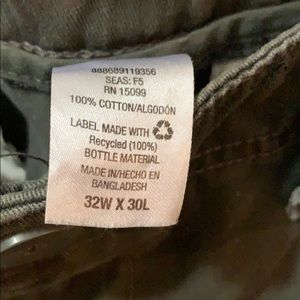 888689119356
SEAS: F5
RN 15099
100% COTTON/ALGODÓN
LABEL MADE WITH
Recycled (100%)
BOTTLE MATERIAL
MADE IN/HECHO EN
BANGLADESH
32W X 30L